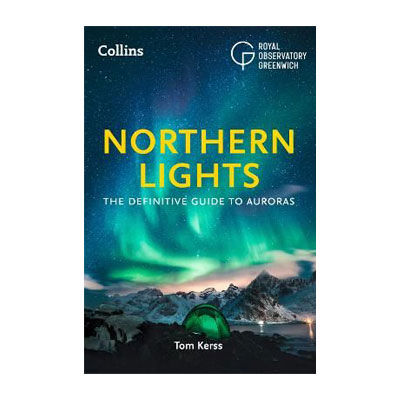 Collins
ROYAL
OBSERVATORY
GREENWICH
NORTHERN
LIGHTS
THE DEFINITIVE GUIDE TO AURORAS
Tom Kerss